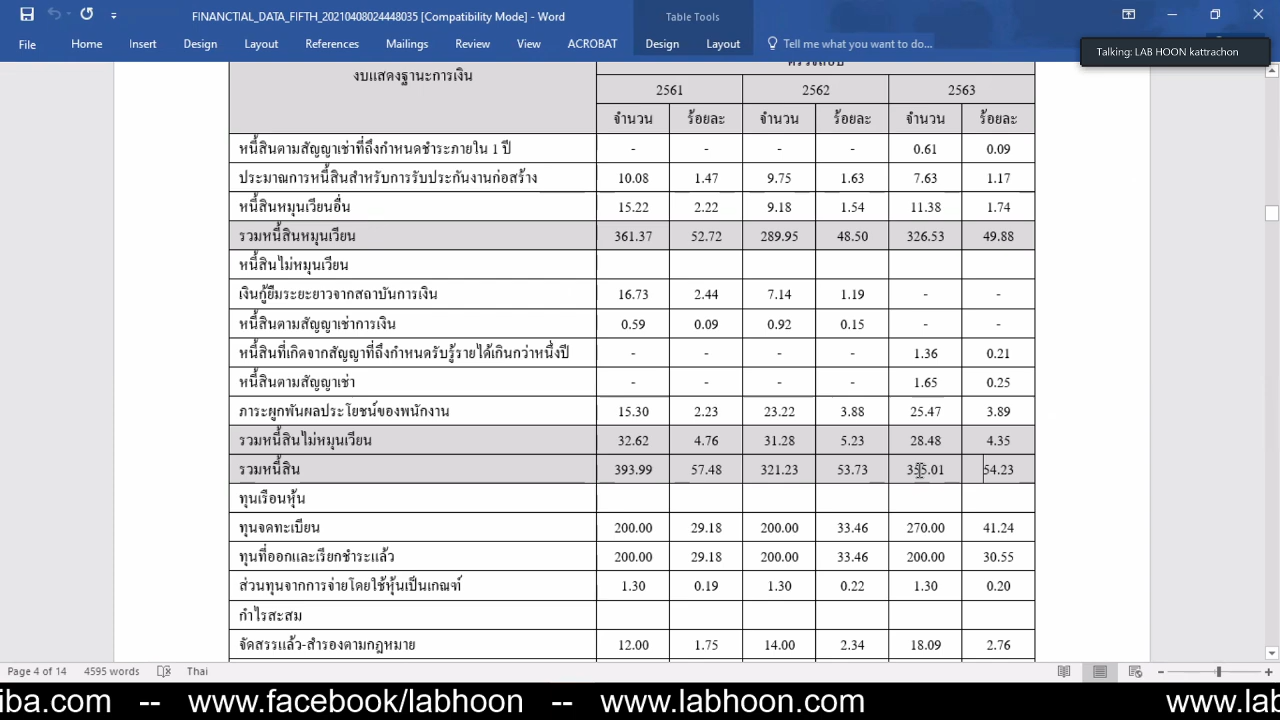 FINANCTIAL_DATA_FIFTH_20210408024448035 [Compatibility Mode] - Word
Table Tools
File Home Insert Design Layout References Mailings Review View ACROBAT Design Layout Tell me what you want to do...
Talking: LAB HOON kattrachon
ตรวจสอบ
งบแสดงฐานะการเงิน
2561 2562 2563
จำนวน ร้อยละ จำนวน ร้อยละ จำนวน ร้อยละ
หนี้สินตามสัญญาเช่าที่ถึงกำหนดชำระภายใน 1 ปี - - - - 0.61 0.09
ประมาณการหนี้สินสำหรับการรับประกันงานก่อสร้าง 10.08 1.47 9.75 1.63 7.63 1.17
หนี้สินหมุนเวียนอื่น 15.22 2.22 9.18 1.54 11.38 1.74
รวมหนี้สินหมุนเวียน 361.37 52.72 289.95 48.50 326.53 49.88
หนี้สินไม่หมุนเวียน
เงินกู้ยืมระยะยาวจากสถาบันการเงิน 16.73 2.44 7.14 1.19 - -
หนี้สินตามสัญญาเช่าการเงิน 0.59 0.09 0.92 0.15 - -
หนี้สินที่เกิดจากสัญญาที่ถึงกำหนดรับรู้รายได้เกินกว่าหนึ่งปี - - - - 1.36 0.21
หนี้สินตามสัญญาเช่า - - - - 1.65 0.25
ภาระผูกพันผลประโยชน์ของพนักงาน 15.30 2.23 23.22 3.88 25.47 3.89
รวมหนี้สินไม่หมุนเวียน 32.62 4.76 31.28 5.23 28.48 4.35
รวมหนี้สิน 393.99 57.48 321.23 53.73 355.01 54.23
ทุนเรือนหุ้น
ทุนจดทะเบียน 200.00 29.18 200.00 33.46 270.00 41.24
ทุนที่ออกและเรียกชำระแล้ว 200.00 29.18 200.00 33.46 200.00 30.55
ส่วนทุนจากการจ่ายโดยใช้หุ้นเป็นเกณฑ์ 1.30 0.19 1.30 0.22 1.30 0.20
กำไรสะสม
จัดสรรแล้ว-สำรองตามกฎหมาย 12.00 1.75 14.00 2.34 18.09 2.76
Page 4 of 14 4595 words Thai
iba.com -- www.facebook/labhoon -- www.labhoon.com www.lab